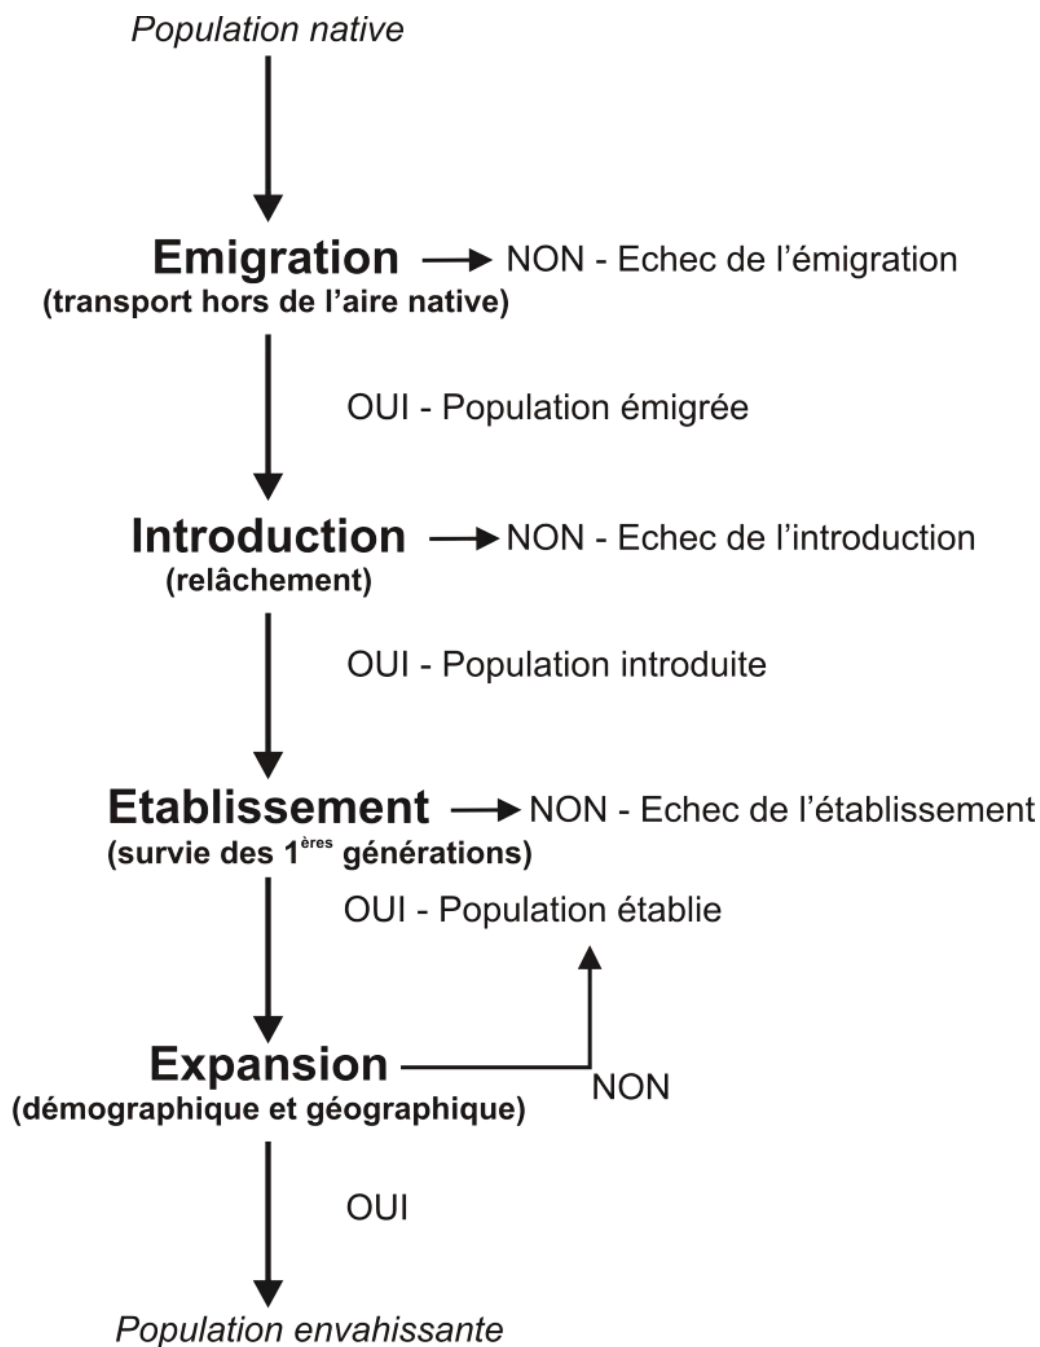 Population native
Emigration → NON - Echec de l’émigration
(transport hors de l’aire native)
OUI - Population émigrée
Introduction → NON - Echec de l’introduction
(relâchement)
OUI - Population introduite
Etablissement → NON - Echec de l’établissement
(survie des 1ères générations)
OUI - Population établie
Expansion
NON
(démographique et géographique)
OUI
Population envahissante